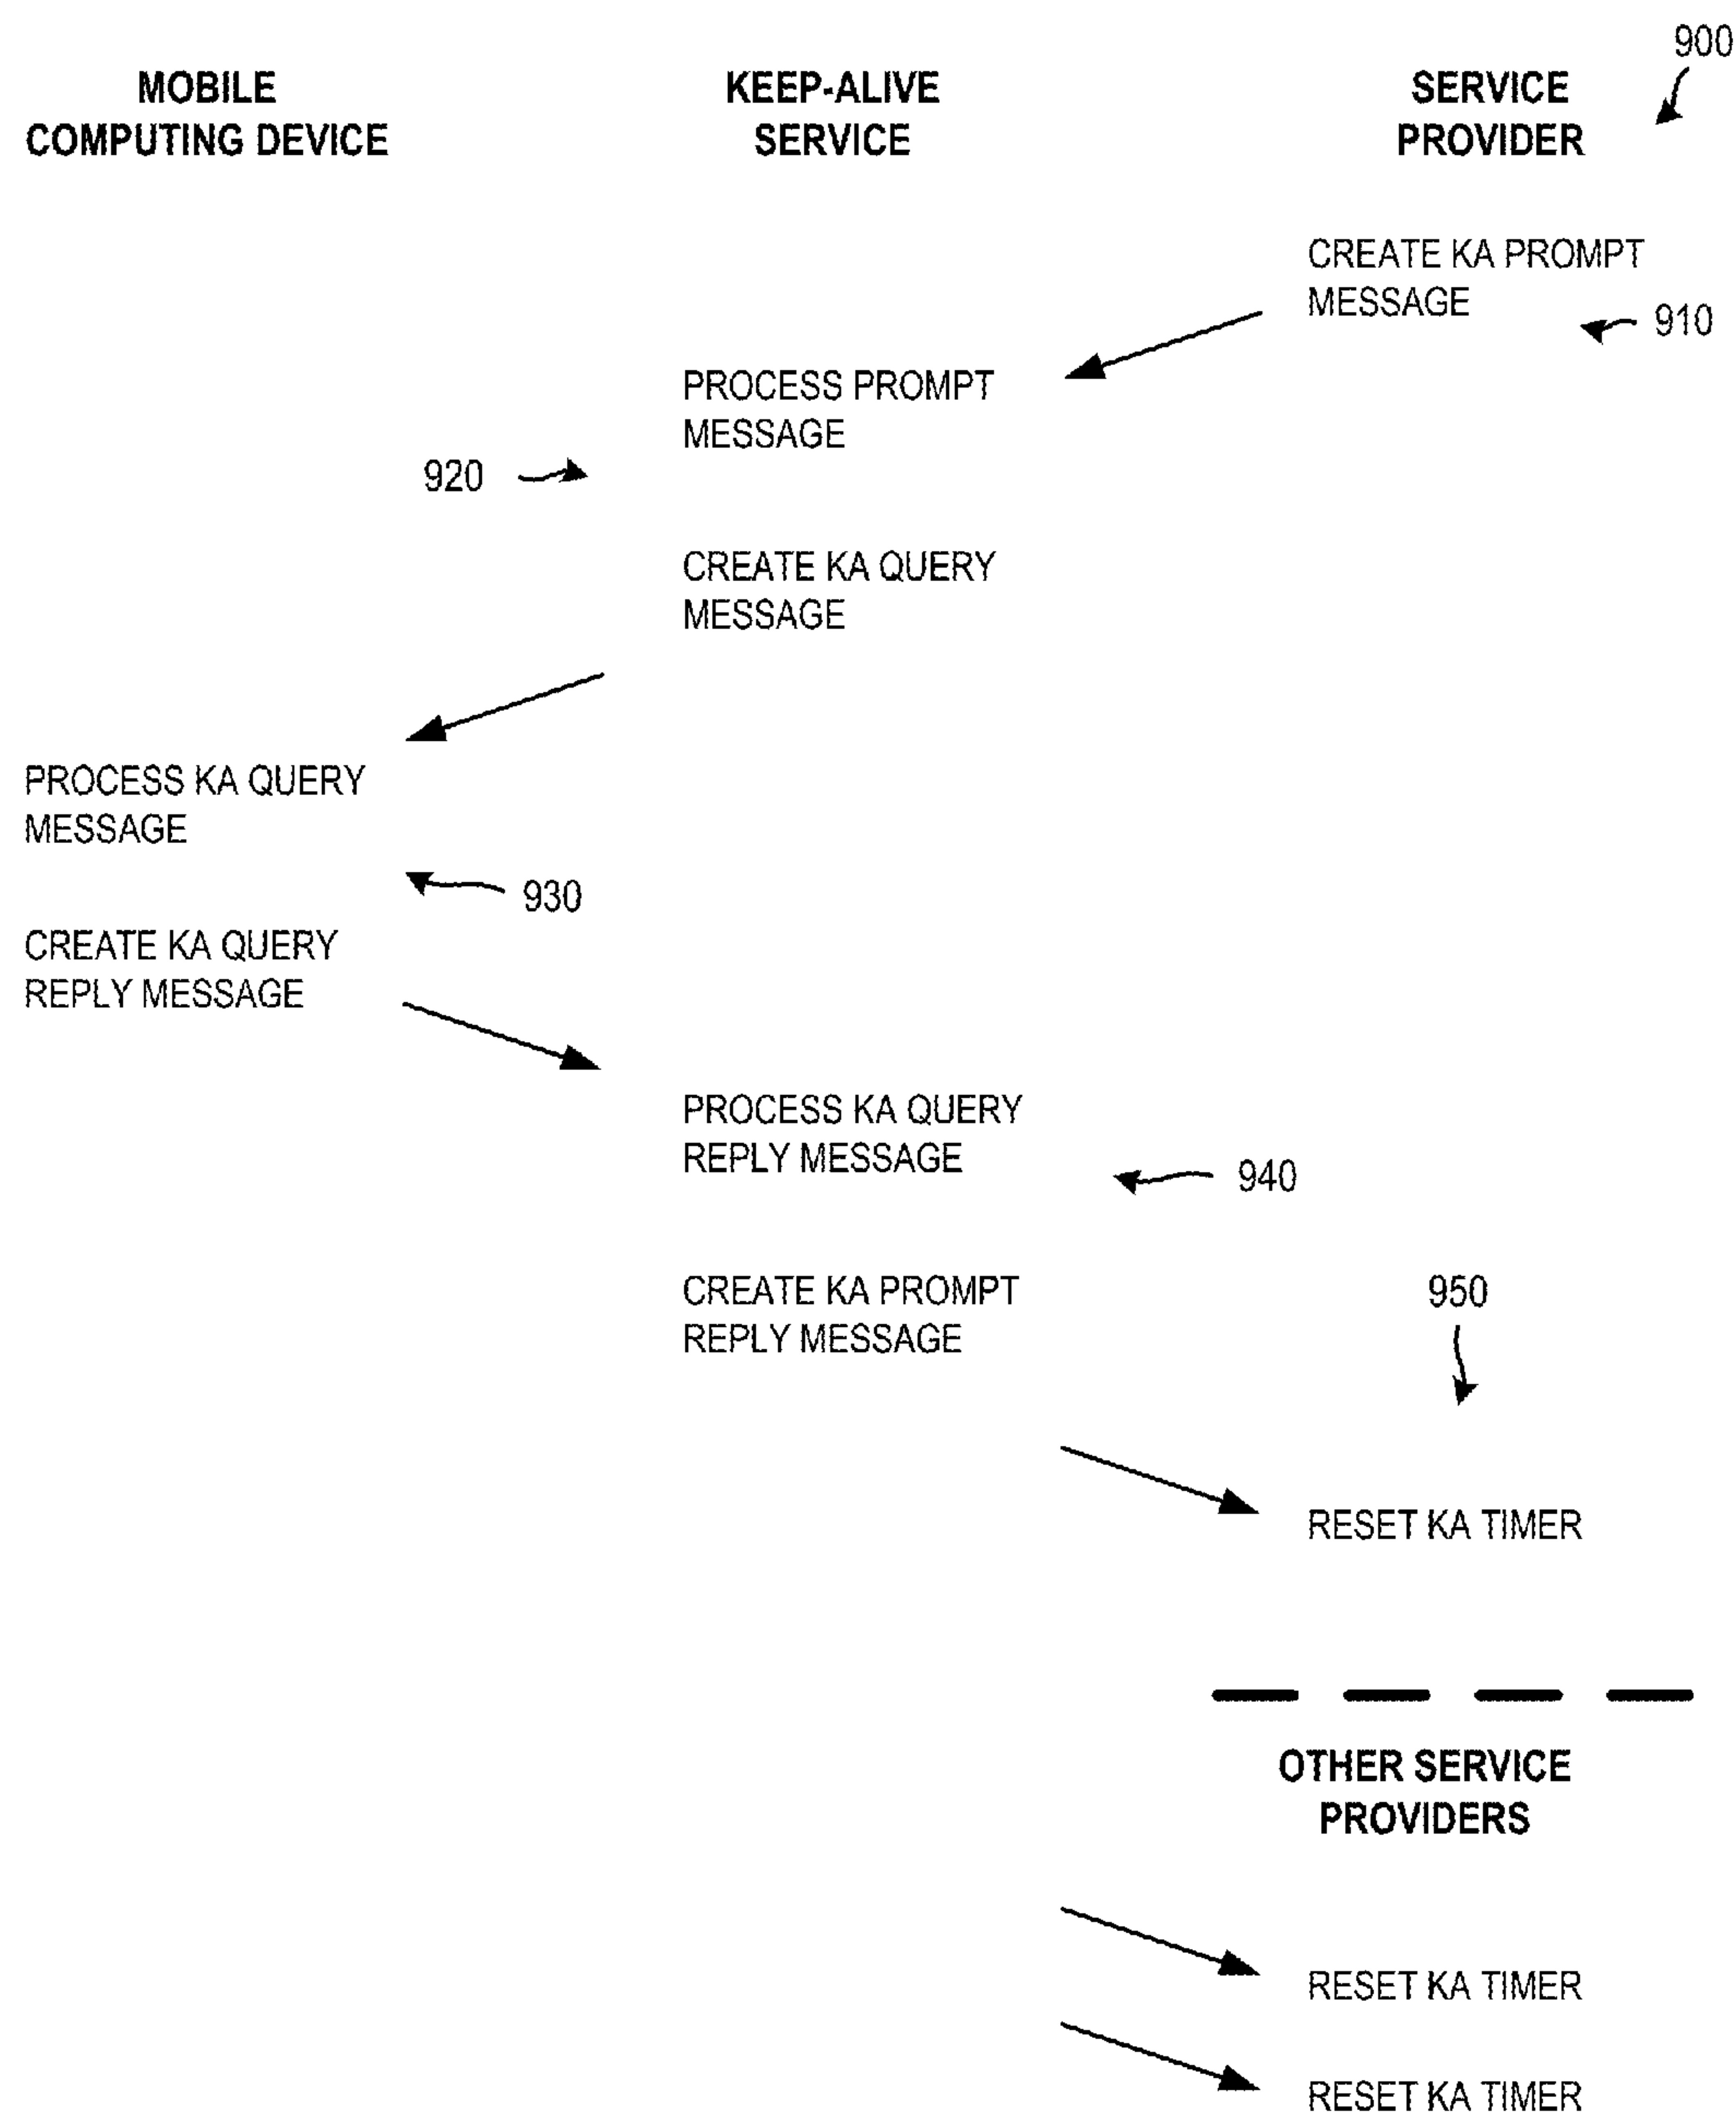 900
MOBILE
COMPUTING DEVICE
KEEP-ALIVE
SERVICE
SERVICE
PROVIDER
CREATE KA PROMPT
MESSAGE
910
PROCESS PROMPT
MESSAGE
920
CREATE KA QUERY
MESSAGE
PROCESS KA QUERY
MESSAGE
930
CREATE KA QUERY
REPLY MESSAGE
PROCESS KA QUERY
REPLY MESSAGE
940
CREATE KA PROMPT
REPLY MESSAGE
950
RESET KA TIMER
OTHER SERVICE
PROVIDERS
RESET KA TIMER
RESET KA TIMER